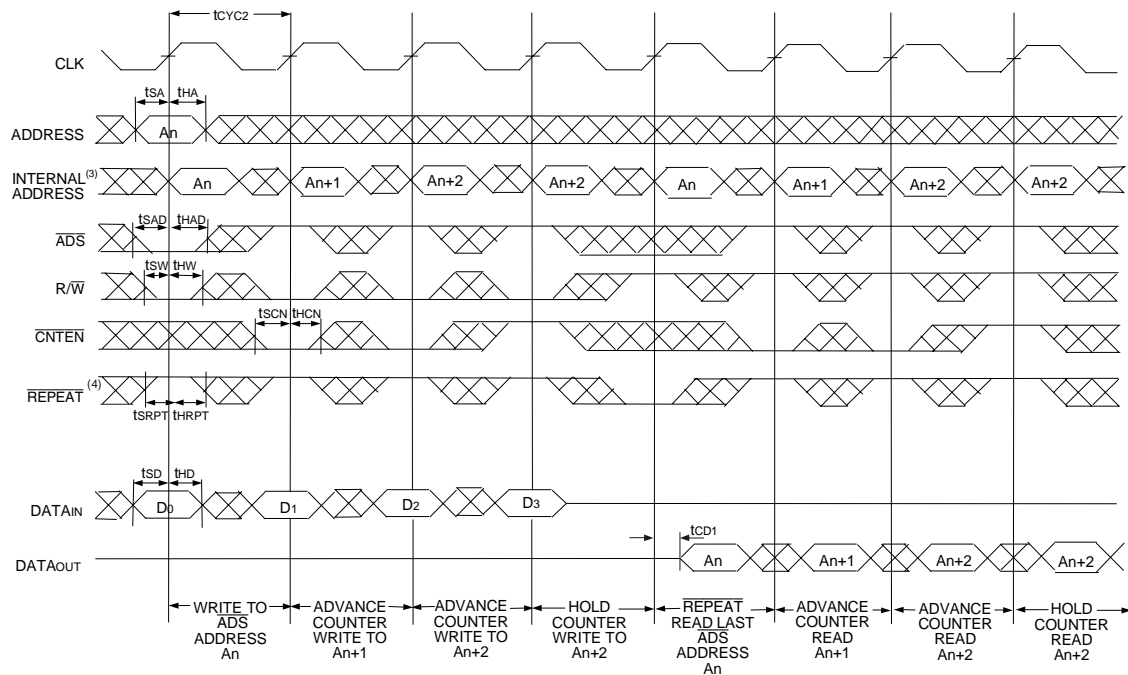 tCYC2
CLK
tSA tHA
ADDRESS An
INTERNAL(3) ADDRESS An An+1 An+2 An+2 An An+1 An+2 An+2
tSAD tHAD
ADS
tSW tHW
R/W
tSCN tHCN
CNTEN
REPEAT (4)
tSRPT tHRPT
tSD tHD
DATAIN D0 D1 D2 D3
tCD1
DATAOUT An An+1 An+2 An+2
WRITE TO
ADS
ADDRESS
An
ADVANCE
COUNTER
WRITE TO
An+1
ADVANCE
COUNTER
WRITE TO
An+2
HOLD
COUNTER
WRITE TO
An+2
REPEAT
READ LAST
ADS
ADDRESS
An
ADVANCE
COUNTER
READ
An+1
ADVANCE
COUNTER
READ
An+2
HOLD
COUNTER
READ
An+2